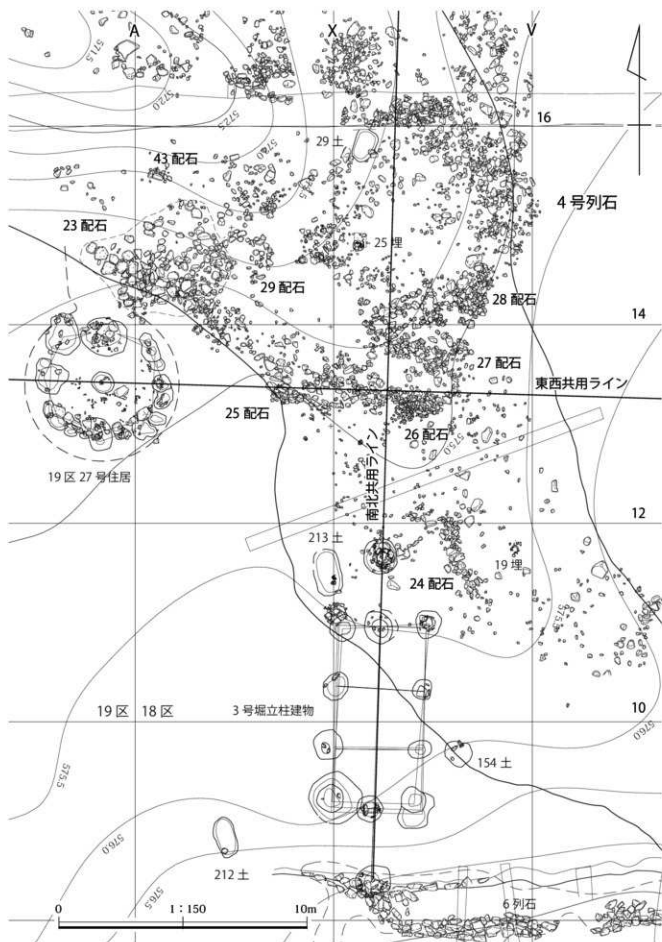 A
X
V
571.5
572.0
572.5
16
29土
43配石
4号列石
23配石
25埋
29配石
28配石
14
27配石
東西共用ライン
25配石
26配石
575.0
南北共用ライン
19区27号住居
12
213土
19埋
24配石
19区
18区
3号堀立柱建物
10
576.0
154土
575.5
576.0
212土
576.5
6列石
0
1:150
10m